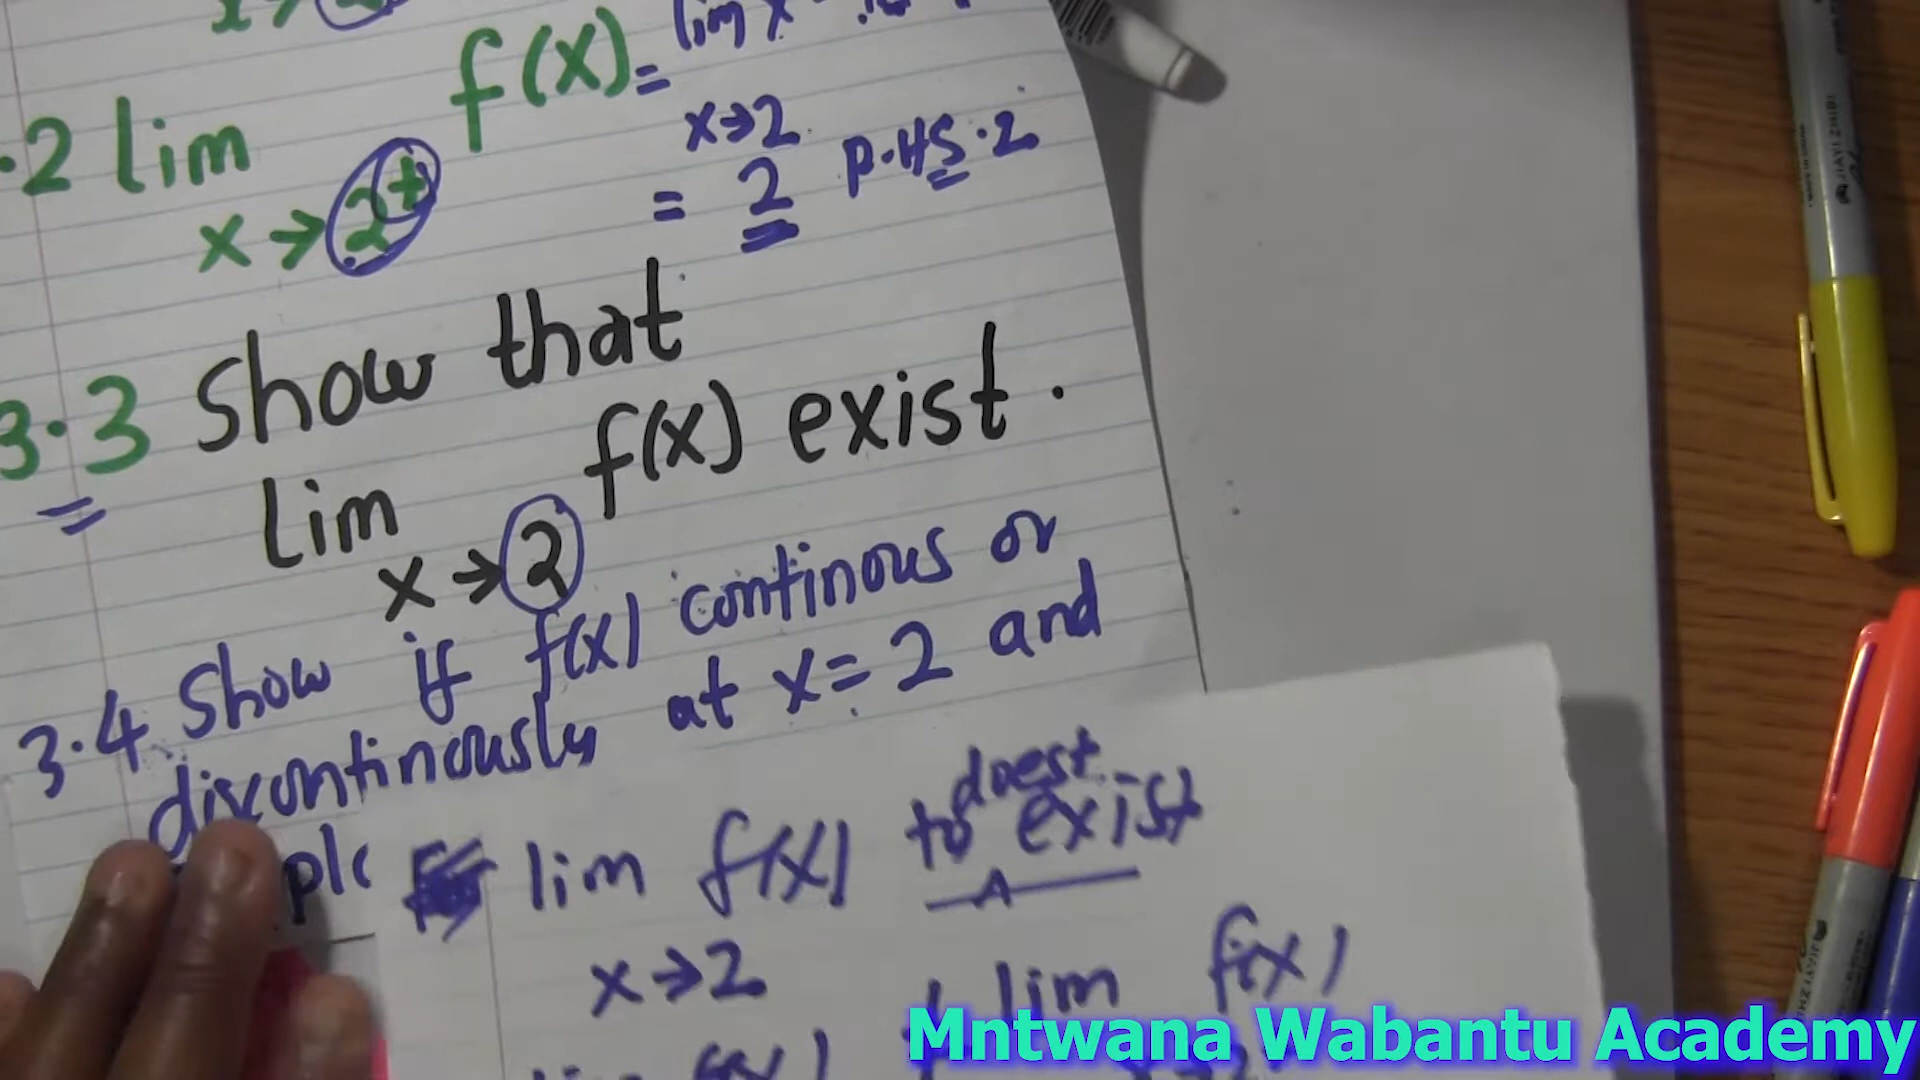 .2 lim f(x) = lim x
x → 2⁺
x→2
= 2 P.45.2
3.3 Show that
lim f(x) exist.
x → 2
3.4 Show if f(x) continous or
discontinously at x = 2 and
lim f(x) to doest exist
x→2
lim f(x)
f(x)
Mntwana Wabantu Academy